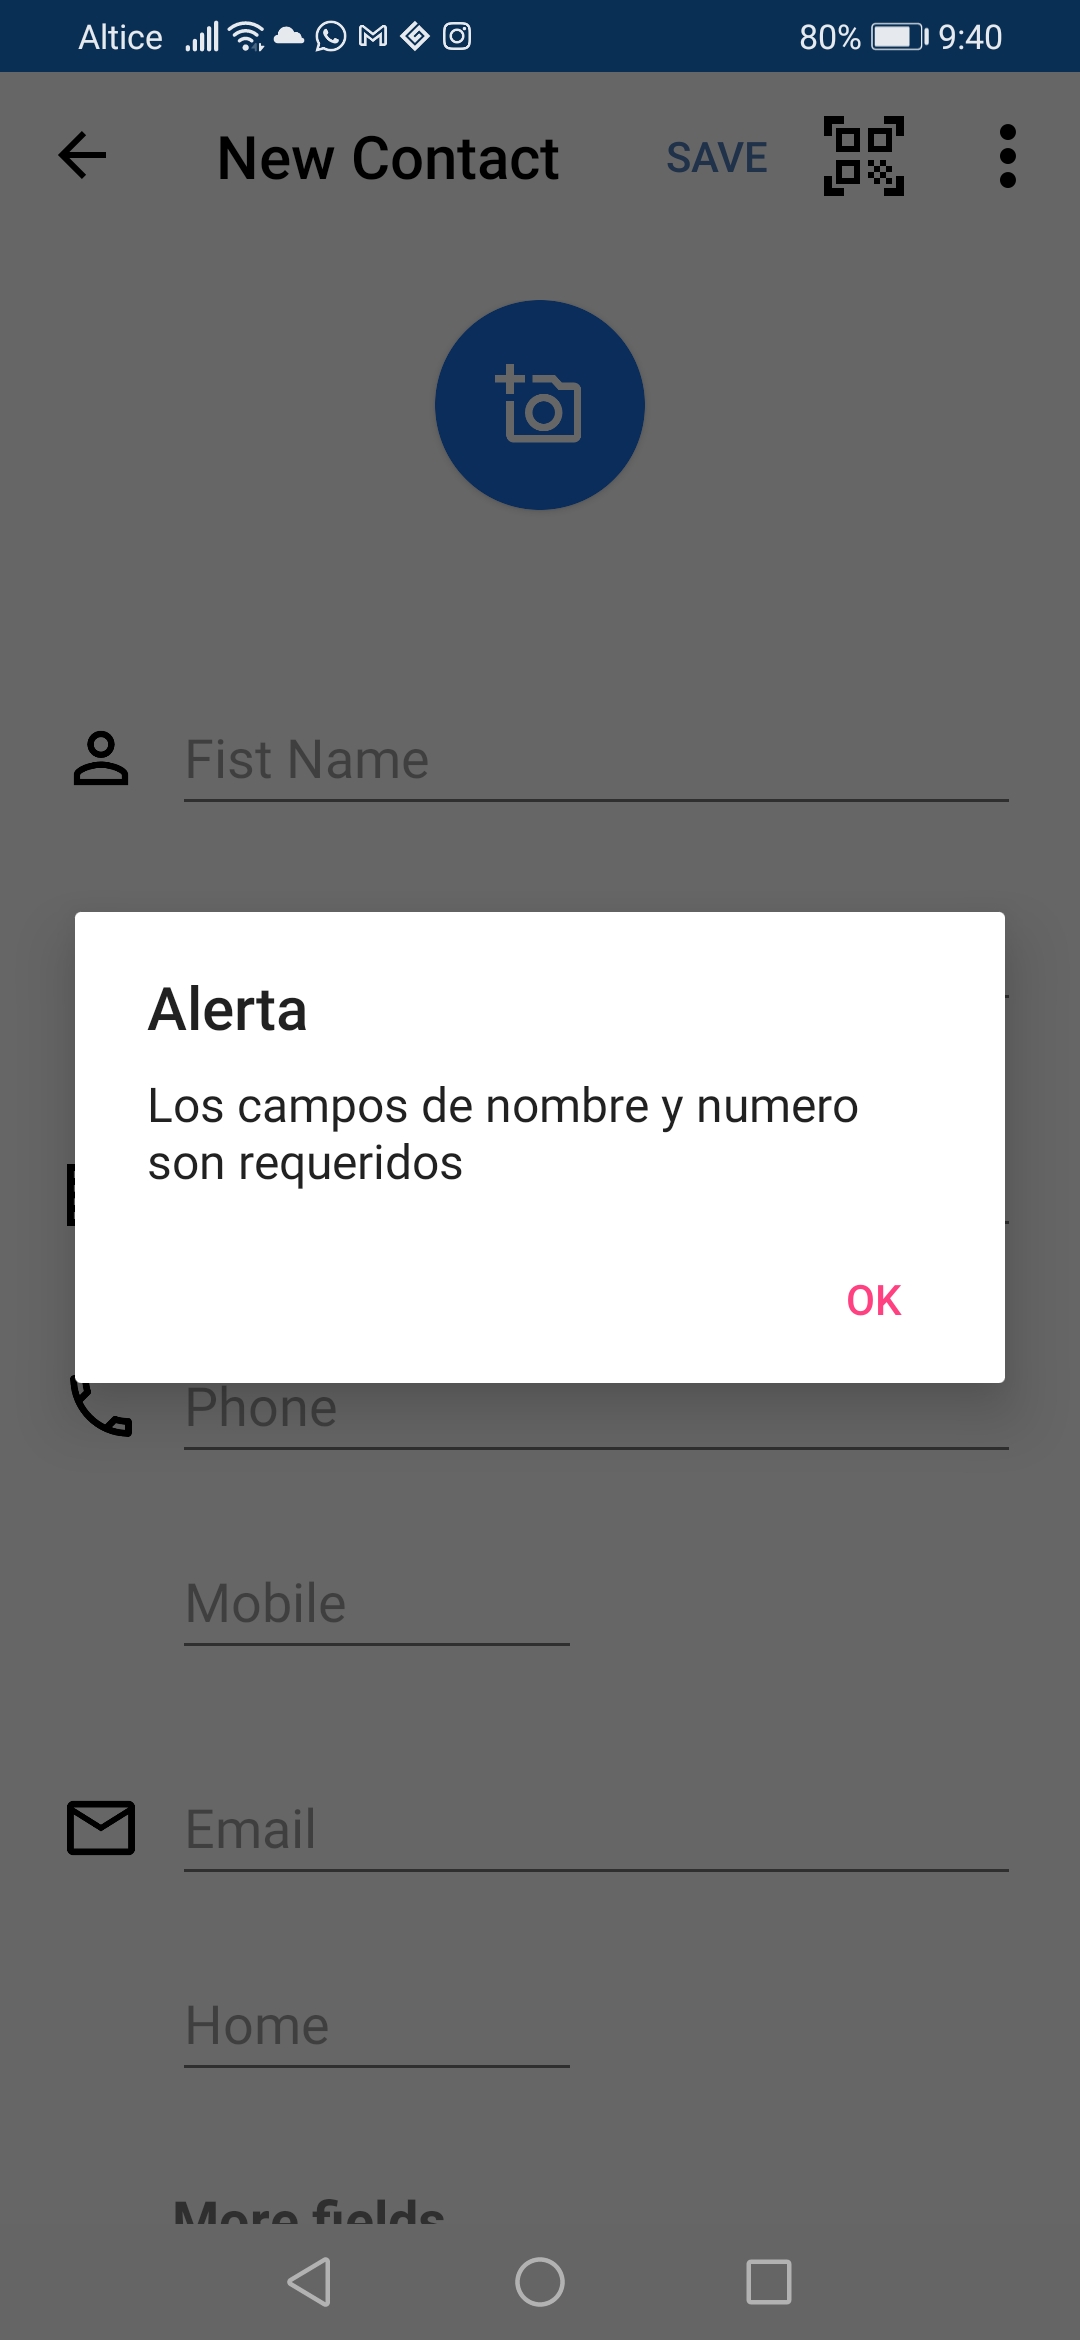 Altice 80% 9:40
New Contact SAVE
Fist Name
Alerta
Los campos de nombre y numero
son requeridos
OK
Phone
Mobile
Email
Home
More fields